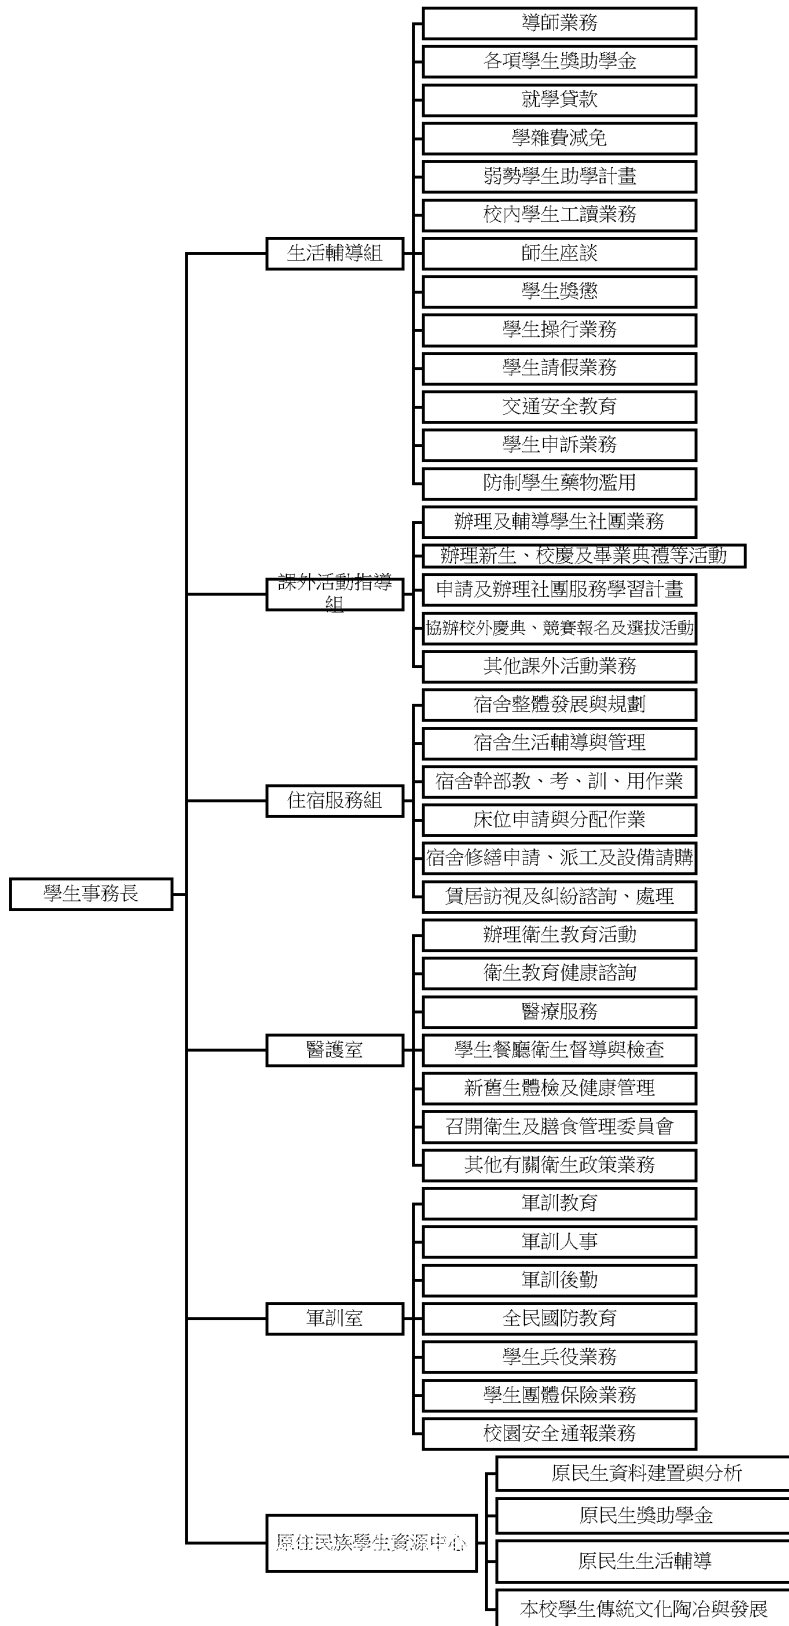 學生事務長
生活輔導組
導師業務
各項學生獎助學金
就學貸款
學雜費減免
弱勢學生助學計畫
校內學生工讀業務
師生座談
學生獎懲
學生操行業務
學生請假業務
交通安全教育
學生申訴業務
防制學生藥物濫用
課外活動指導
組
辦理及輔導學生社團業務
辦理新生、校慶及畢業典禮等活動
申請及辦理社團服務學習計畫
協辦校外慶典、競賽報名及選拔活動
其他課外活動業務
住宿服務組
宿舍整體發展與規劃
宿舍生活輔導與管理
宿舍幹部教、考、訓、用作業
床位申請與分配作業
宿舍修繕申請、派工及設備請購
賃居訪視及糾紛諮詢、處理
醫護室
辦理衛生教育活動
衛生教育健康諮詢
醫療服務
學生餐廳衛生督導與檢查
新舊生體檢及健康管理
召開衛生及膳食管理委員會
其他有關衛生政策業務
軍訓室
軍訓教育
軍訓人事
軍訓後勤
全民國防教育
學生兵役業務
學生團體保險業務
校園安全通報業務
原住民族學生資源中心
原民生資料建置與分析
原民生獎助學金
原民生生活輔導
本校學生傳統文化陶冶與發展